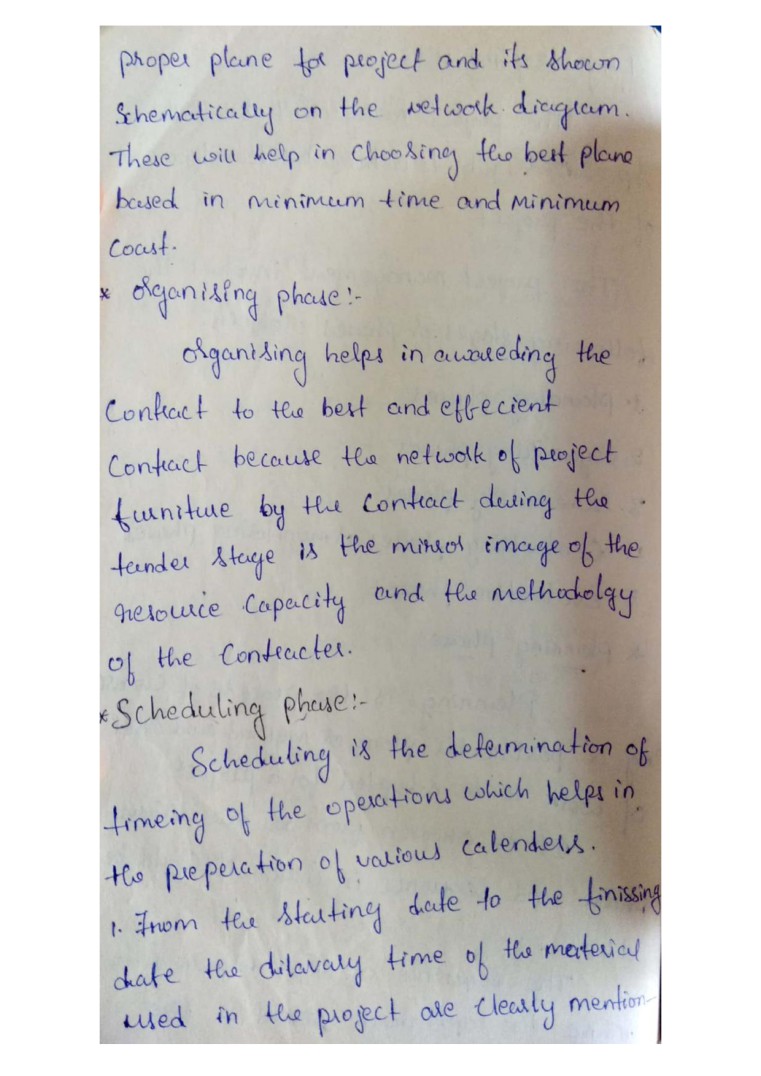 proper plane for project and its shown
Schematically on the network diagram.
These will help in choosing the best plane
based in minimum time and Minimum
Coast.
* Organising phase:-
Organising helps in awareding the
Contract to the best and effecient
Contract because the network of project
furniture by the Contract during the
tander stage is the mirror image of the
resource Capacity and the methodolgy
of the Contracter.
* Scheduling phase:-
Scheduling is the determination of
timeing of the operations which helps in
the preperation of various calenders.
1. From the starting date to the finissing
date the dilavary time of the material
used in the project are clearly mention-